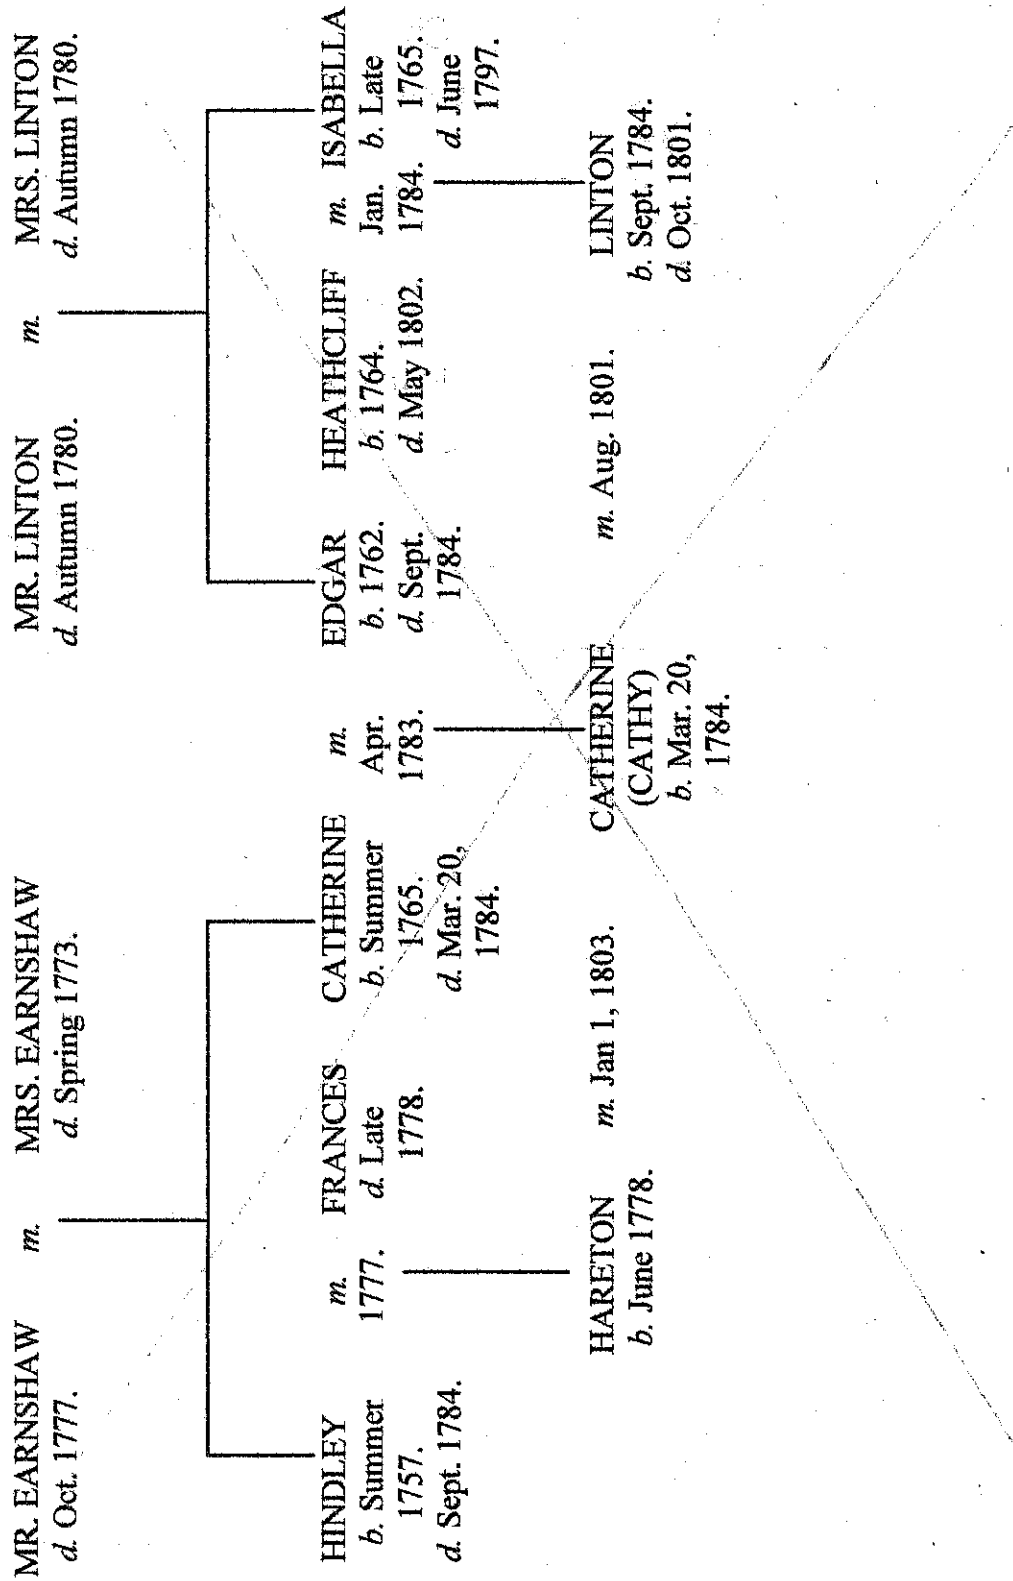 MR. EARNSHAW m. MRS. EARNSHAW MR. LINTON m. MRS. LINTON
d. Oct. 1777. d. Spring 1773. d. Autumn 1780. d. Autumn 1780.
HINDLEY m. FRANCES CATHERINE m. EDGAR HEATHCLIFF m. ISABELLA
b. Summer 1777. d. Late b. Summer Apr. b. 1762. b. 1764. Jan. b. Late
1757. 1778. 1765. 1783. d. Sept. d. May 1802. 1784. 1765.
d. Sept. 1784. d. Mar. 20, 1784. d. June
1784. 1797.
HARETON m. Jan 1, 1803. CATHERINE m. Aug. 1801. LINTON
b. June 1778. (CATHY) b. Sept. 1784.
b. Mar. 20, d. Oct. 1801.
1784.